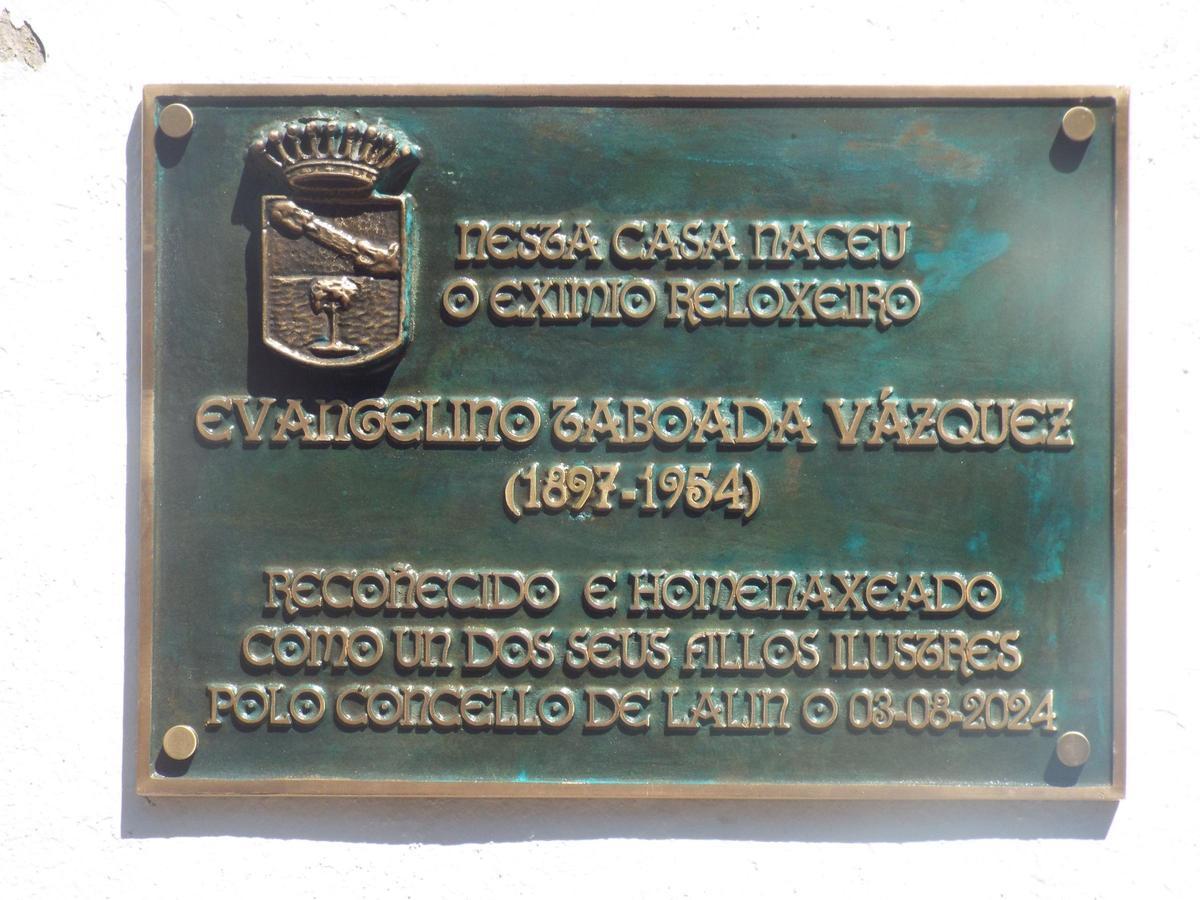 NESTA CASA NACEU
O EXIMIO RELOXEIRO
EVANGELINO TABOADA VÁZQUEZ
(1897-1954)
RECOÑECIDO E HOMENAXEADO
COMO UN DOS SEUS FILLOS ILUSTRES
POLO CONCELLO DE LALIN O 03-08-2024